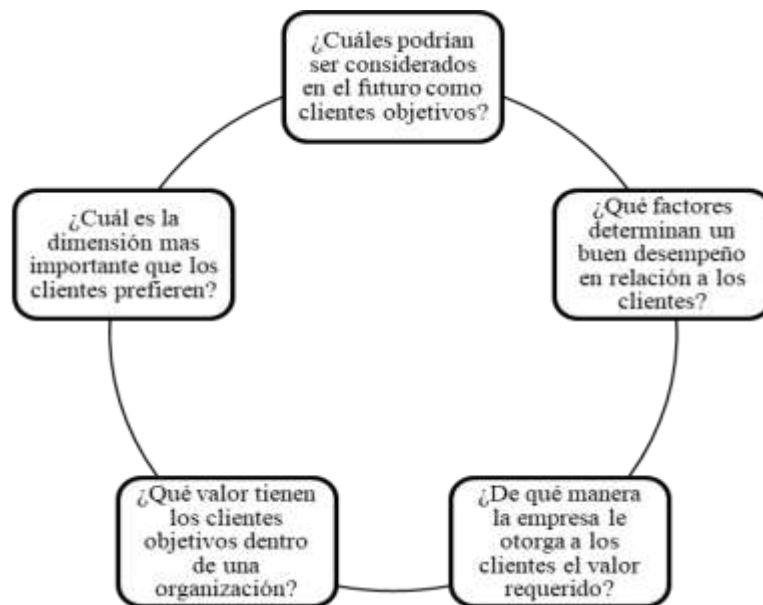 ¿Cuáles podrían
ser considerados
en el futuro como
clientes objetivos?
¿Qué factores
determinan un
buen desempeño
en relación a los
clientes?
¿De qué manera
la empresa le
otorga a los
clientes el valor
requerido?
¿Qué valor tienen
los clientes
objetivos dentro
de una
organización?
¿Cuál es la
dimensión mas
importante que los
clientes prefieren?